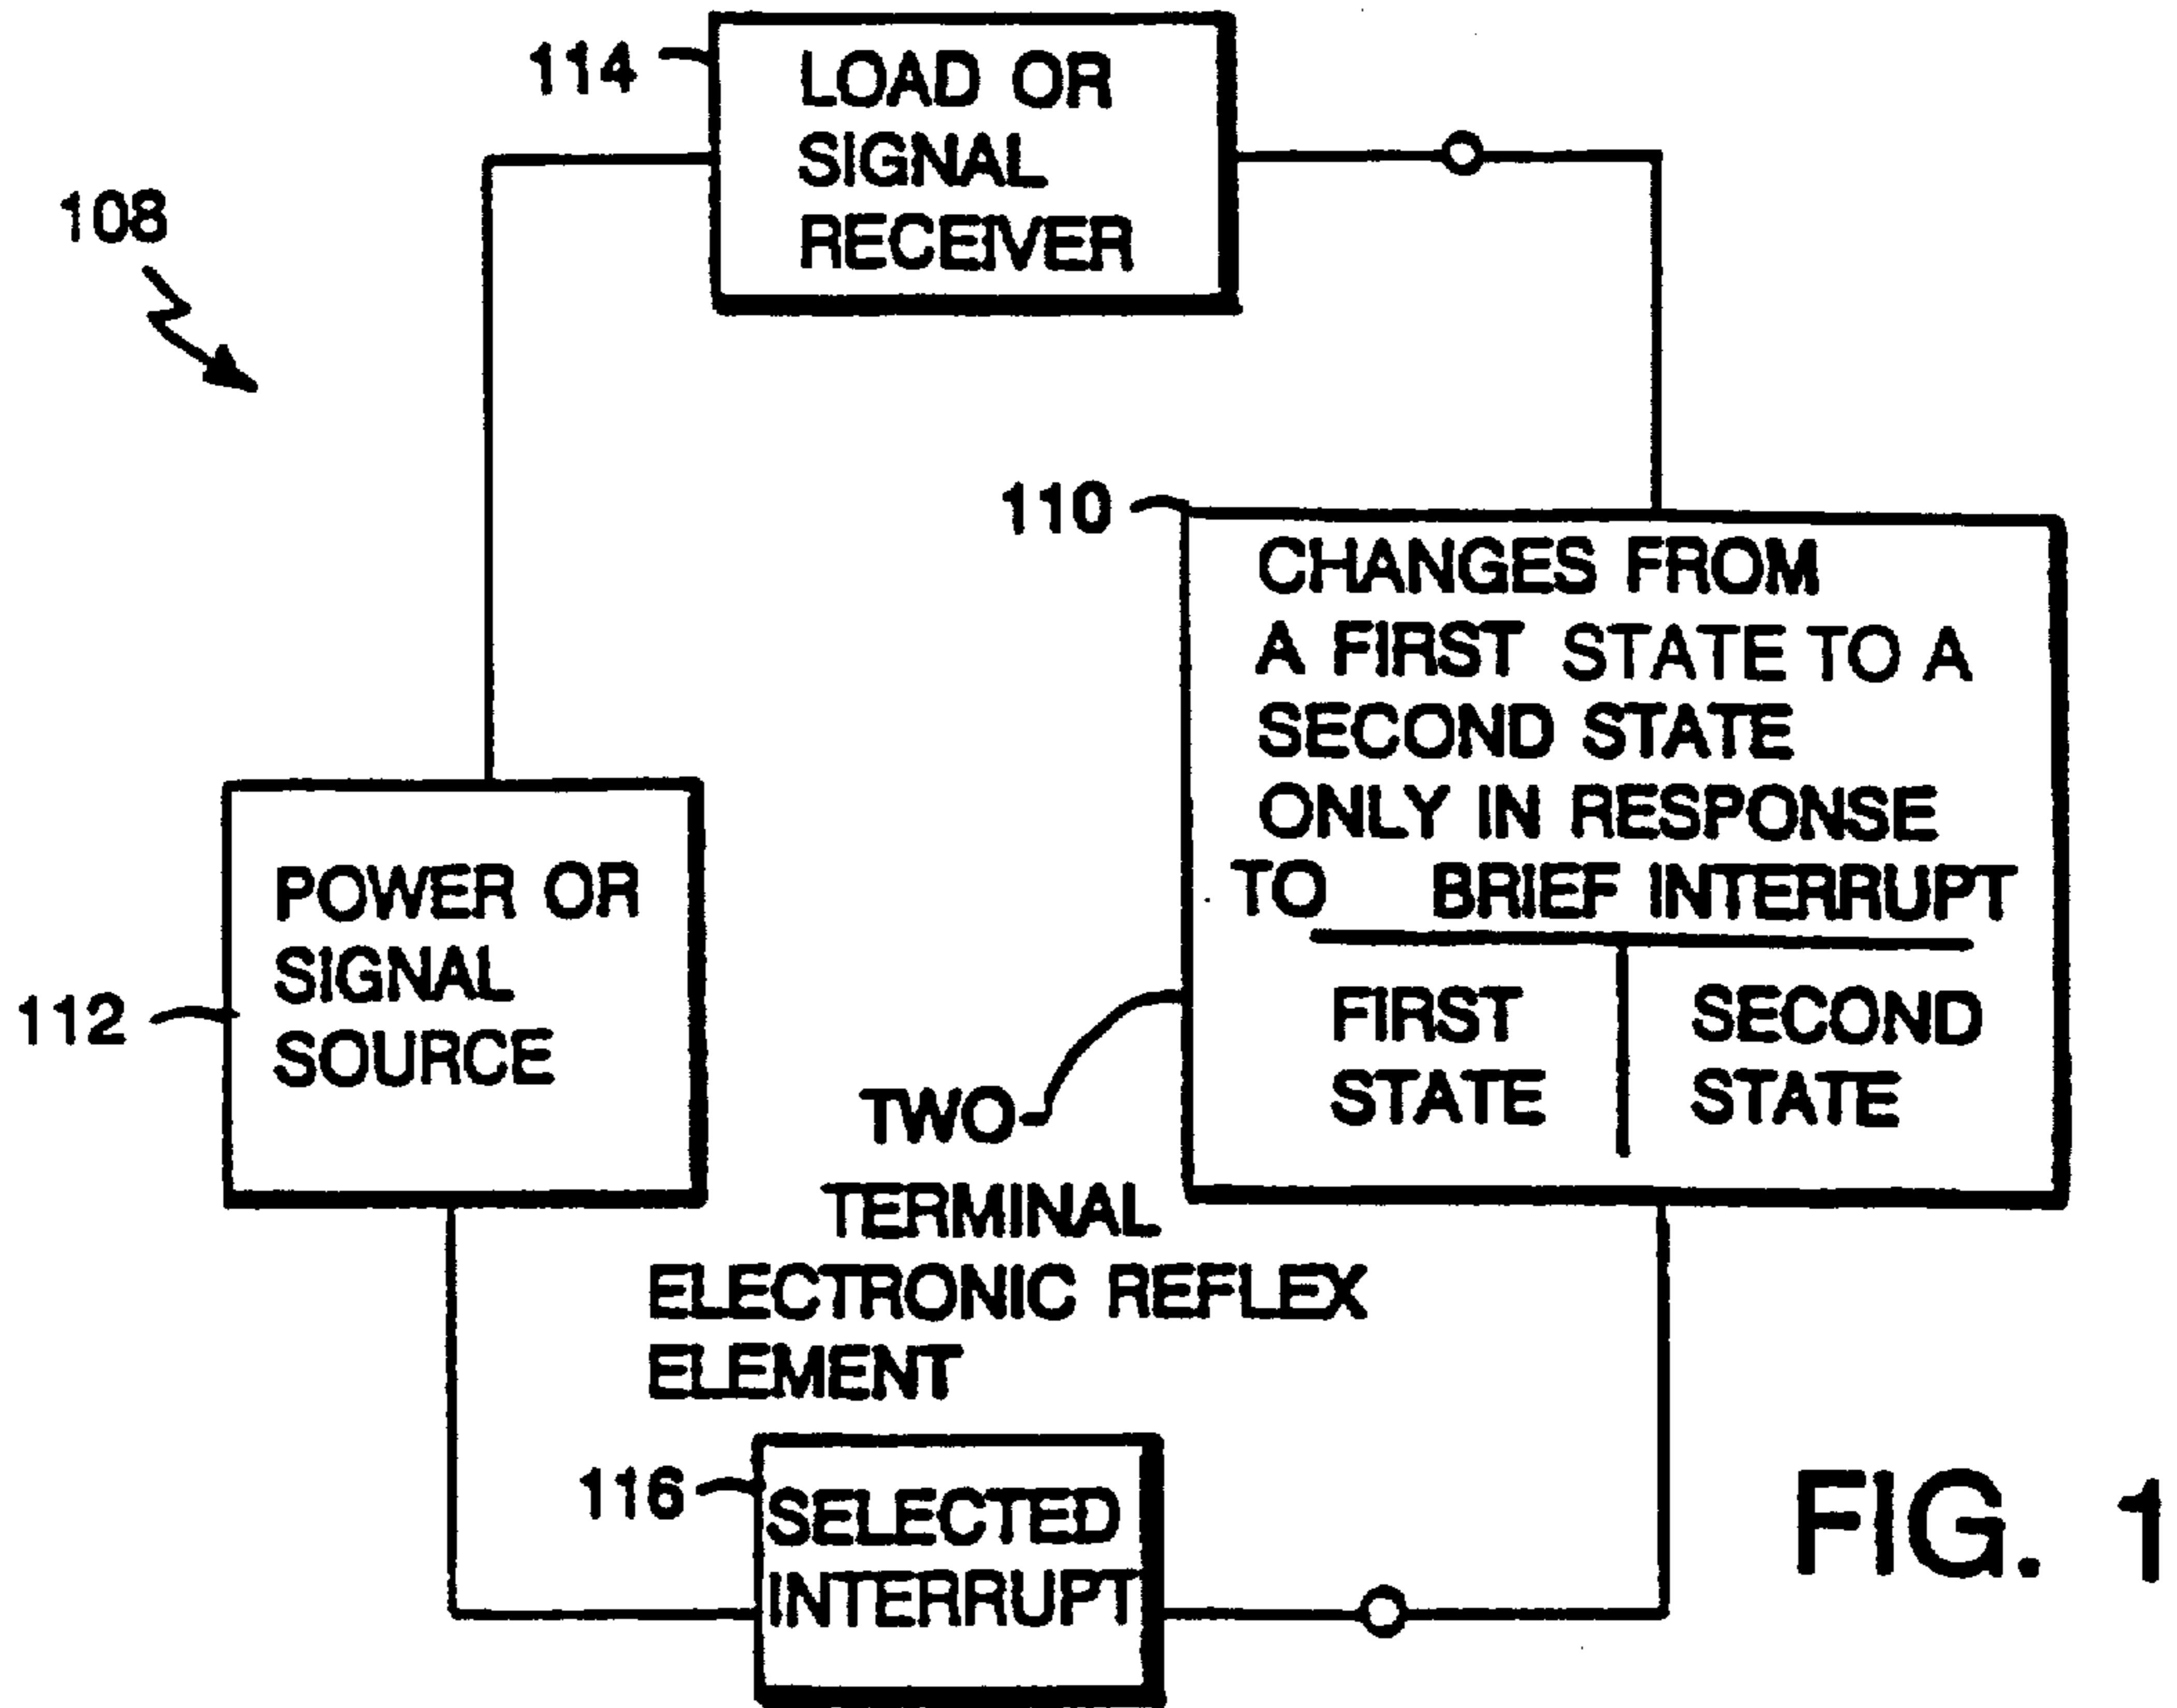 114
LOAD OR
SIGNAL
RECEIVER
108
110
CHANGES FROM
A FIRST STATE TO A
SECOND STATE
ONLY IN RESPONSE
TO BRIEF INTERRUPT
FIRST
STATE
SECOND
STATE
POWER OR
SIGNAL
SOURCE
112
TWO
TERMINAL
ELECTRONIC REFLEX
ELEMENT
116
SELECTED
INTERRUPT
FIG. 1